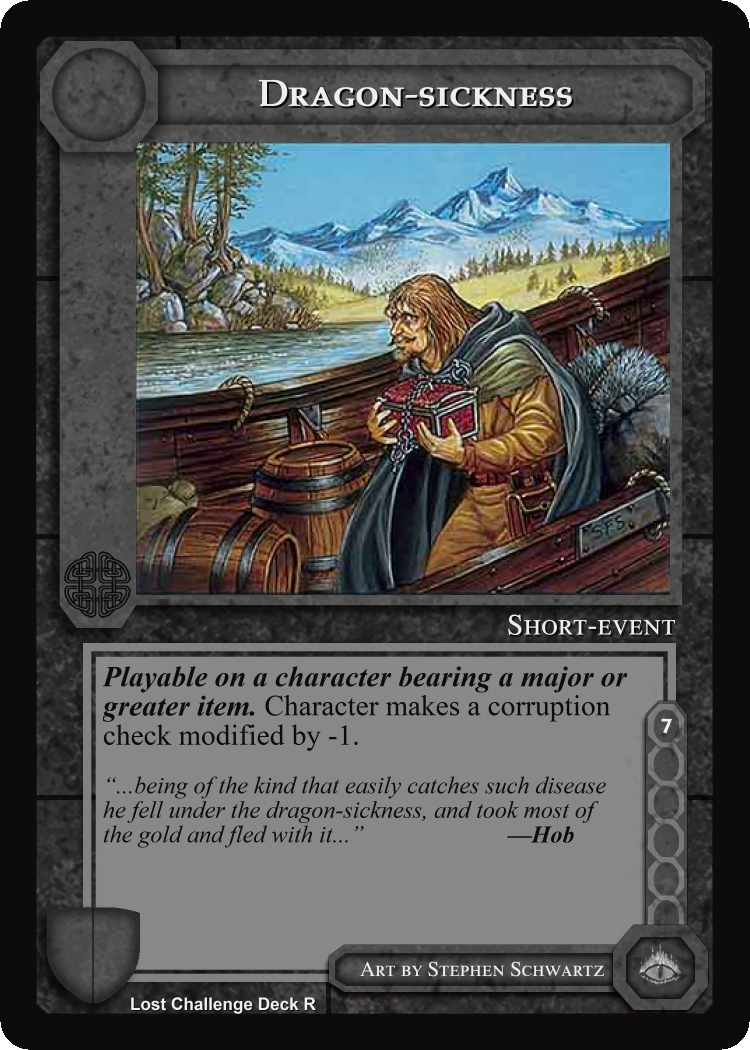 Dragon-sickness
SFS
Short-event
Playable on a character bearing a major or
greater item. Character makes a corruption
check modified by -1.
7
“...being of the kind that easily catches such disease
he fell under the dragon-sickness, and took most of
the gold and fled with it...” —Hob
Art by Stephen Schwartz
Lost Challenge Deck R